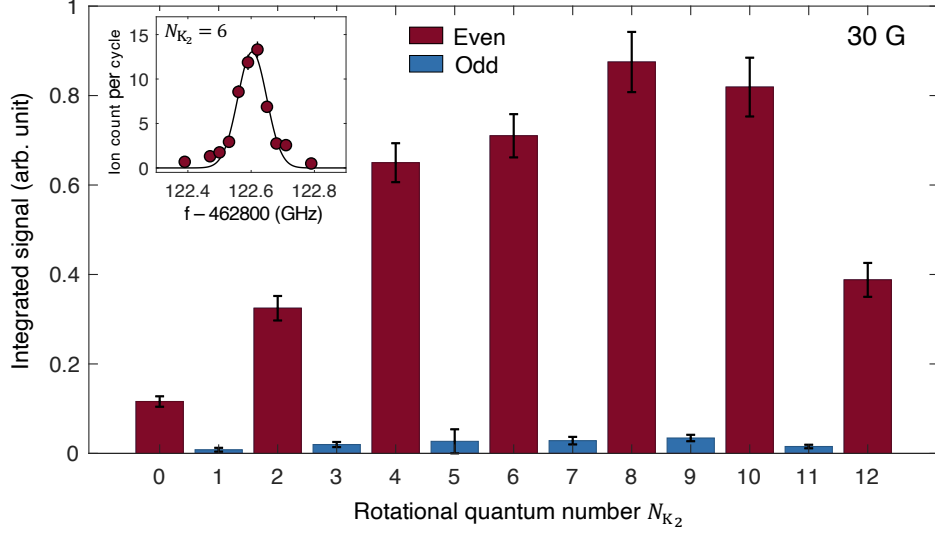 30 G
Even
Odd
Integrated signal (arb. unit)
1
0.8
0.6
0.4
0.2
0
0 1 2 3 4 5 6 7 8 9 10 11 12
Rotational quantum number N_{K_2}
N_{K_2} = 6
Ion count per cycle
15
10
5
0
122.4 122.6 122.8
f – 462800 (GHz)